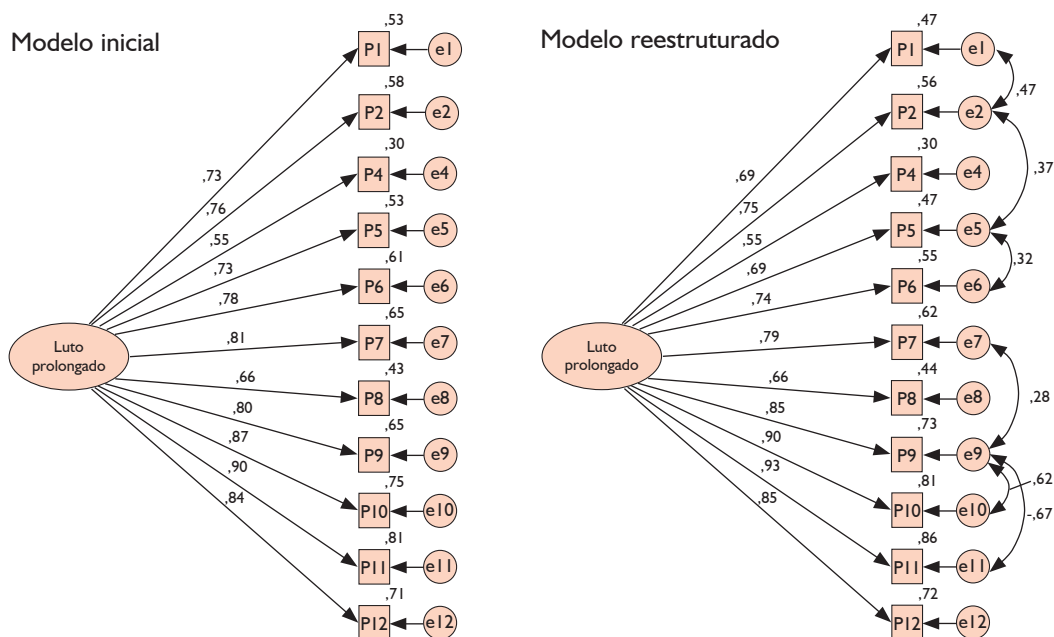 Modelo inicial
,53
P1
e1
,58
P2
e2
,30
P4
e4
,53
P5
e5
,61
P6
e6
,65
P7
e7
,43
P8
e8
,65
P9
e9
,75
P10
e10
,81
P11
e11
,71
P12
e12
,73
,76
,55
,73
,78
,81
,66
,80
,87
,90
,84
Luto
prolongado
Modelo reestruturado
,47
P1
e1
,56
P2
e2
,30
P4
e4
,47
P5
e5
,55
P6
e6
,62
P7
e7
,44
P8
e8
,73
P9
e9
,81
P10
e10
,86
P11
e11
,72
P12
e12
,69
,75
,55
,69
,74
,79
,66
,85
,90
,93
,85
Luto
prolongado
,47
,37
,32
,28
-,62
-,67